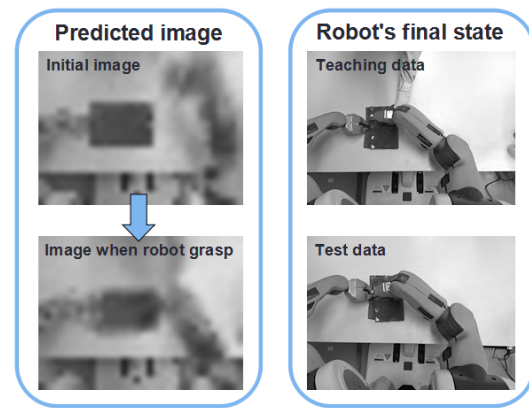 Predicted image
Initial image
Image when robot grasp
Robot's final state
Teaching data
Test data